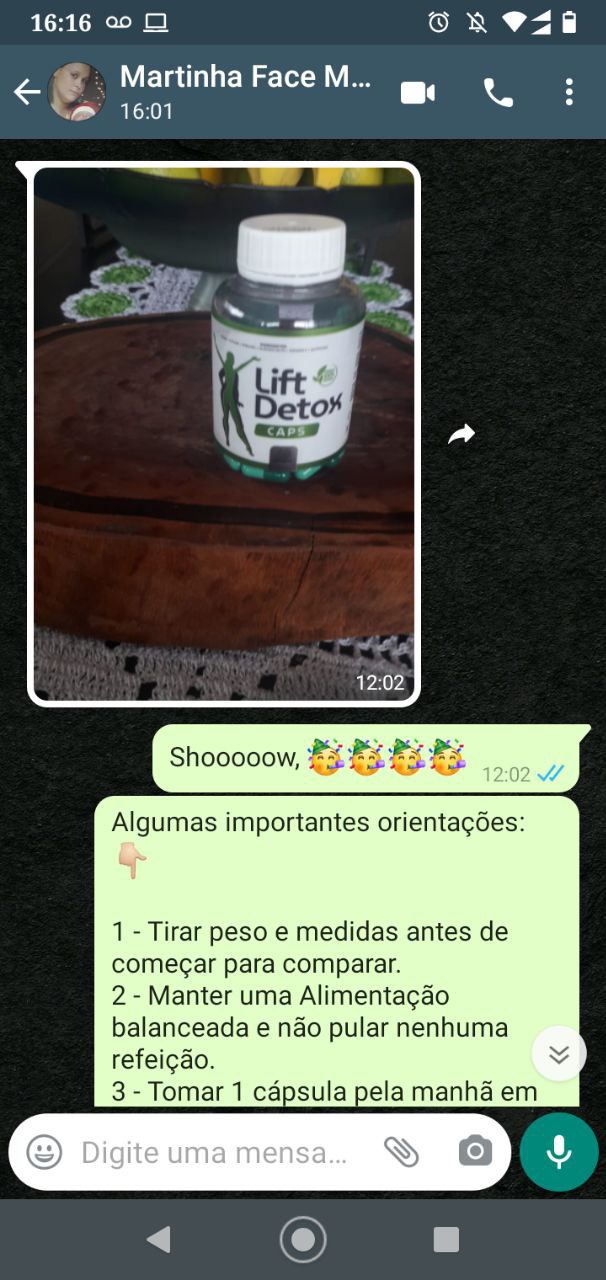 16:16
Martinha Face M...
16:01
Lift
Detox
CAPS
12:02
Shooooow, 🥳🥳🥳🥳
12:02
Algumas importantes orientações:
👇🏻
1 - Tirar peso e medidas antes de
começar para comparar.
2 - Manter uma Alimentação
balanceada e não pular nenhuma
refeição.
3 - Tomar 1 cápsula pela manhã em
Digite uma mensa...